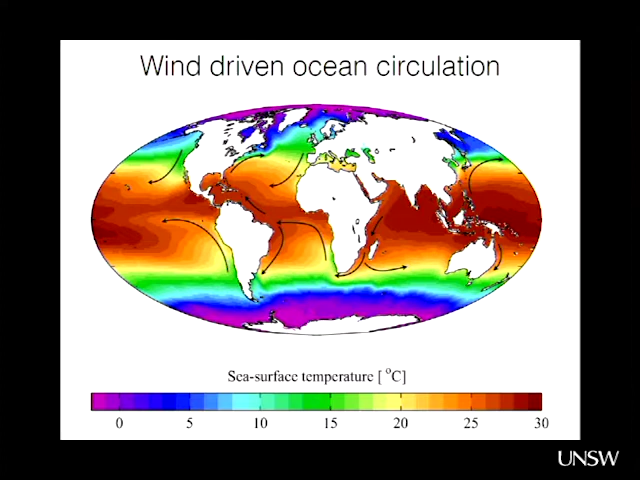 Wind driven ocean circulation
Sea-surface temperature [ °C]
0 5 10 15 20 25 30
UNSW